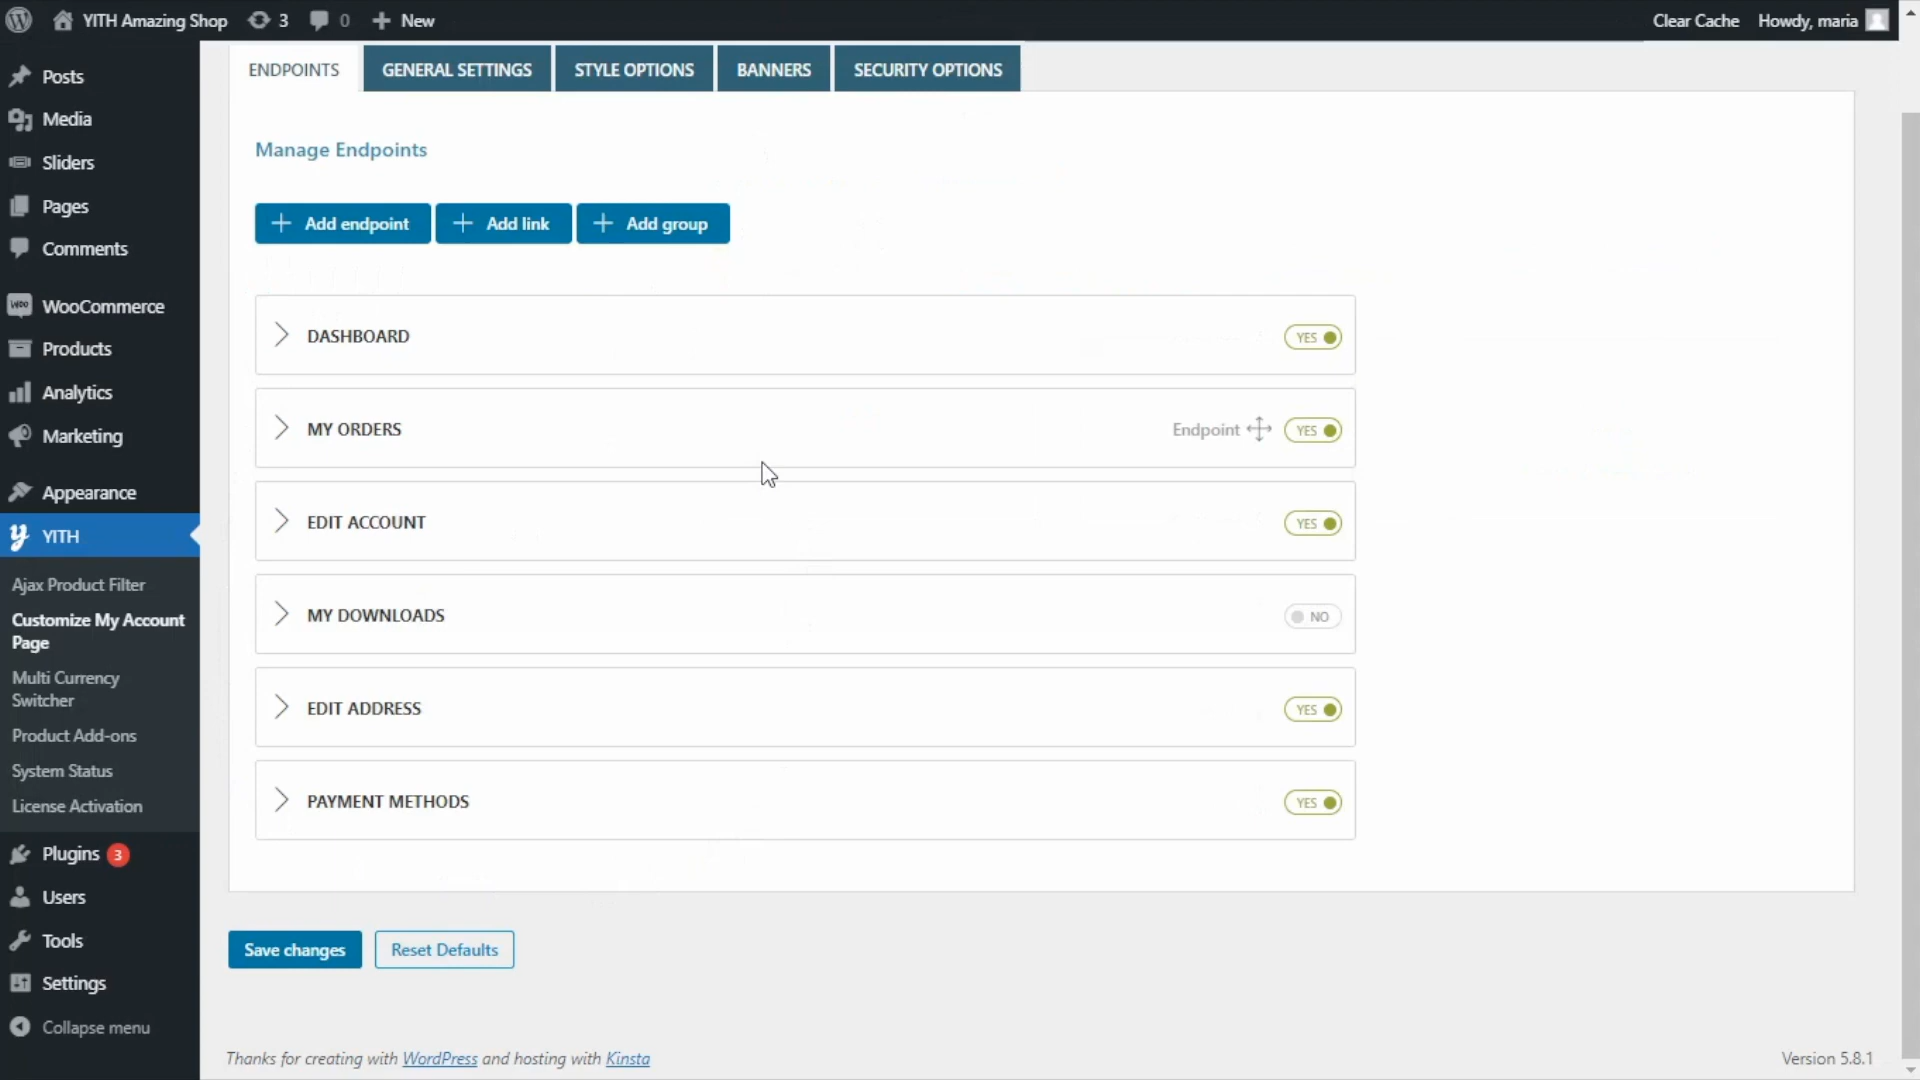 YITH Amazing Shop 3 0 New Clear Cache Howdy, maria
Posts
Media
Sliders
Pages
Comments
WooCommerce
Products
Analytics
Marketing
Appearance
YITH
Ajax Product Filter
Customize My Account
Page
Multi Currency
Switcher
Product Add-ons
System Status
License Activation
Plugins 3
Users
Tools
Settings
Collapse menu
ENDPOINTS GENERAL SETTINGS STYLE OPTIONS BANNERS SECURITY OPTIONS
Manage Endpoints
Add endpoint Add link Add group
DASHBOARD YES
MY ORDERS Endpoint YES
EDIT ACCOUNT YES
MY DOWNLOADS NO
EDIT ADDRESS YES
PAYMENT METHODS YES
Save changes Reset Defaults
Thanks for creating with WordPress and hosting with Kinsta Version 5.8.1